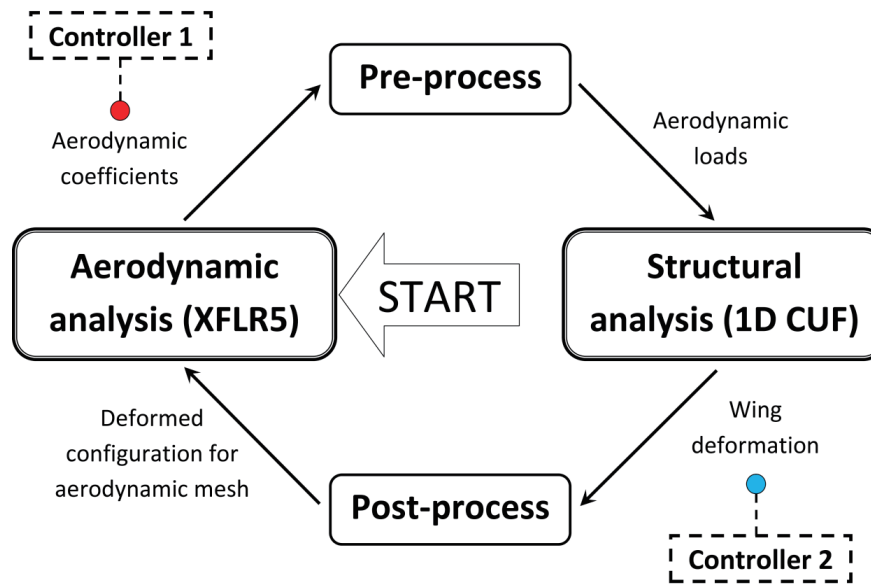 Controller 1
Pre-process
Aerodynamic
coefficients
Aerodynamic
loads
Aerodynamic
analysis (XFLR5)
START
Structural
analysis (1D CUF)
Deformed
configuration for
aerodynamic mesh
Wing
deformation
Post-process
Controller 2